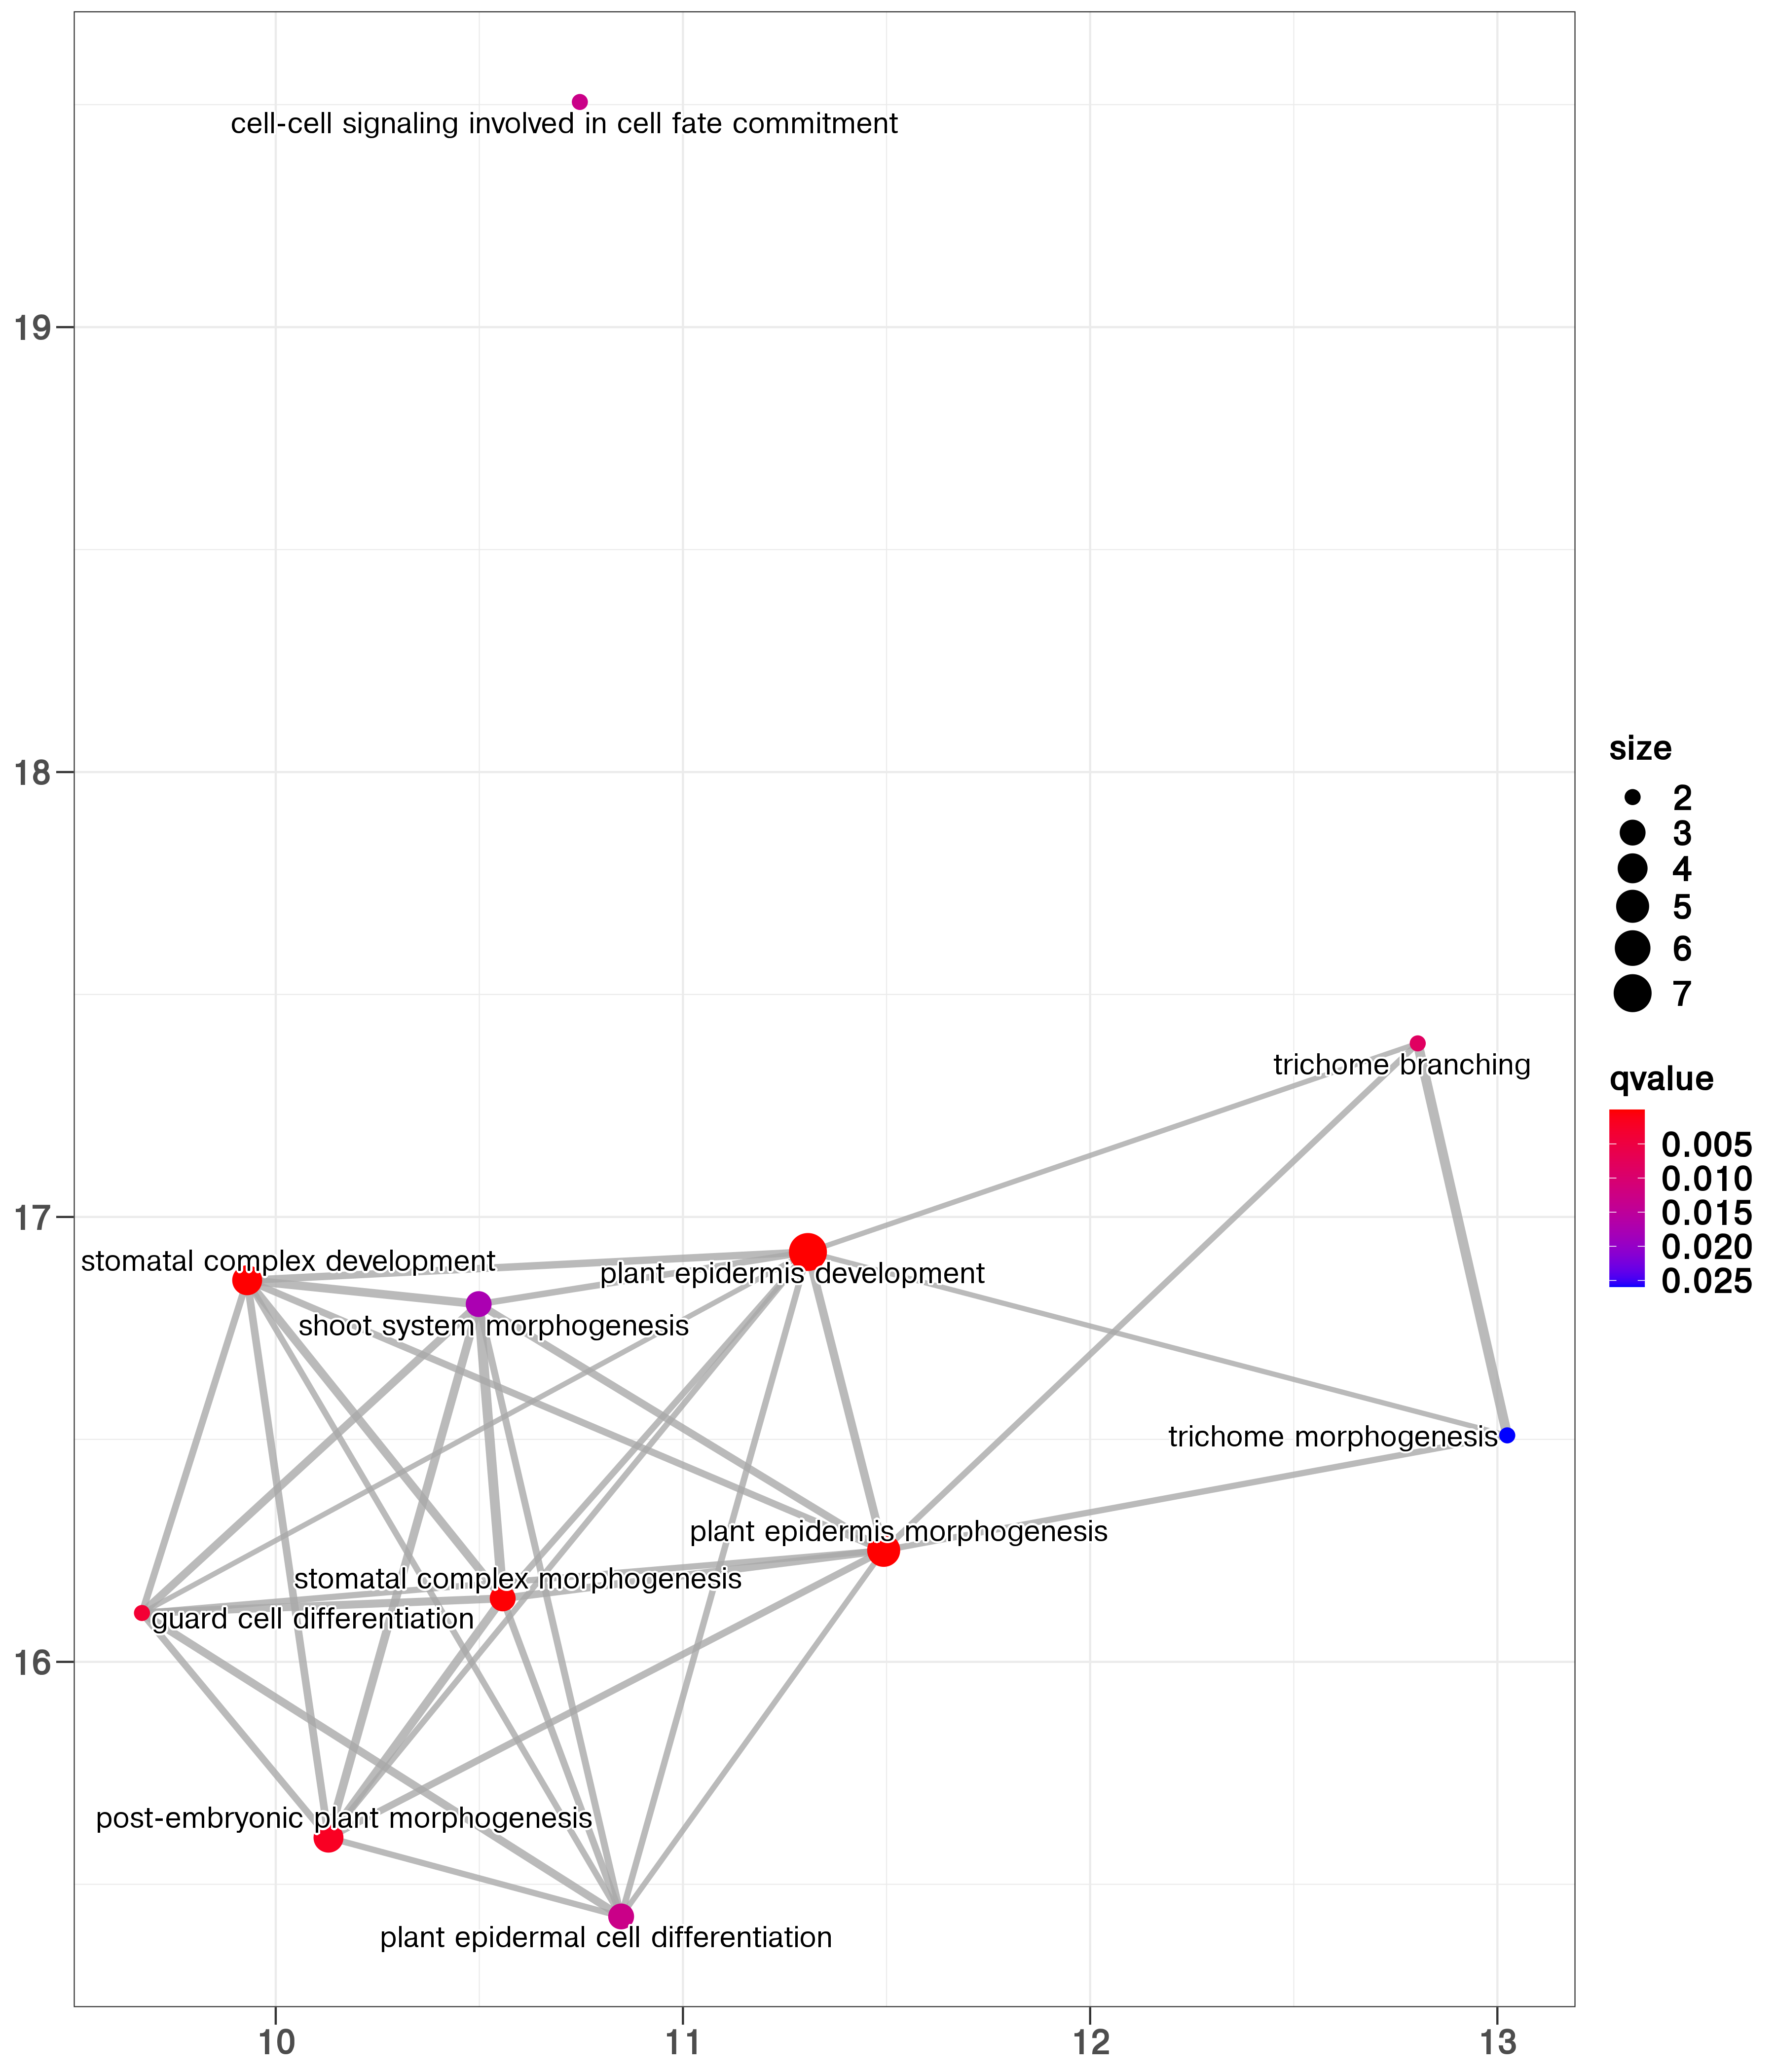 cell-cell signaling involved in cell fate commitment
19
18
size
2
3
4
5
6
7
trichome branching
qvalue
0.005
0.010
0.015
0.020
0.025
17
stomatal complex development
plant epidermis development
shoot system morphogenesis
trichome morphogenesis
plant epidermis morphogenesis
stomatal complex morphogenesis
guard cell differentiation
16
post-embryonic plant morphogenesis
plant epidermal cell differentiation
10
11
12
13